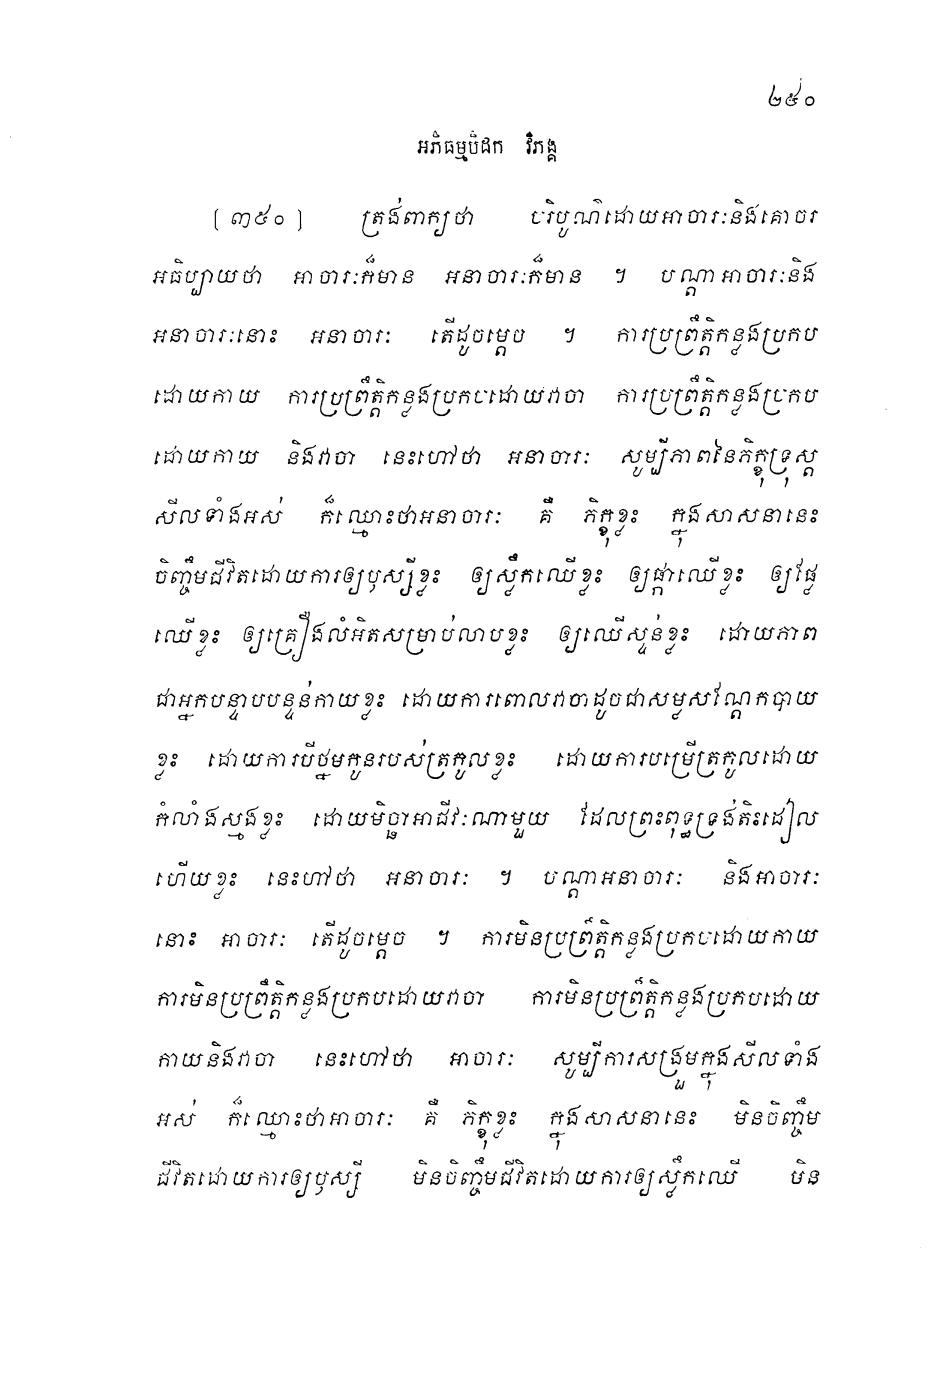 ២៥០
អភិធម្មបិដក វិភង្គ
[ ៣៥០ ] ត្រង់ពាក្យថា បរិបូណ៌ដោយអាចារៈនិងគោចរ
អធិប្បាយថា អាចារៈក៏មាន អនាចារៈក៏មាន ។ បណ្តាអាចារៈនិង
អនាចារៈនោះ អនាចារៈ តើដូចម្តេច ។ ការប្រព្រឹត្តិកន្លងប្រកប
ដោយកាយ ការប្រព្រឹត្តិកន្លងប្រកបដោយវាចា ការប្រព្រឹត្តិកន្លងប្រកប
ដោយកាយ និងវាចា នេះហៅថា អនាចារៈ សូម្បីភាពនៃភិក្ខុទ្រុស្ត
សីលទាំងអស់ ក៏ឈ្មោះថាអនាចារៈ គឺ ភិក្ខុខ្លះ ក្នុងសាសនានេះ
ចិញ្ចឹមជីវិតដោយការឲ្យឫស្សីខ្លះ ឲ្យស្លឹកឈើខ្លះ ឲ្យផ្កាឈើខ្លះ ឲ្យផ្លែ
ឈើខ្លះ ឲ្យគ្រឿងលំអិតសម្រាប់លាបខ្លះ ឲ្យឈើស្ទន់ខ្លះ ដោយភាព
ជាអ្នកបន្ទាបបន្ទន់កាយខ្លះ ដោយការពោលវាចាដូចជាសម្លសណ្តែកបាយ
ខ្លះ ដោយការបីថ្នមកូនរបស់ត្រកូលខ្លះ ដោយការបម្រើត្រកូលដោយ
កំលាំងស្មងខ្លះ ដោយមិច្ឆាអាជីវៈណាមួយ ដែលព្រះពុទ្ធទ្រង់តិះដៀល
ហើយខ្លះ នេះហៅថា អនាចារៈ ។ បណ្តាអនាចារៈ និងអាចារៈ
នោះ អាចារៈ តើដូចម្តេច ។ ការមិនប្រព្រឹត្តិកន្លងប្រកបដោយកាយ
ការមិនប្រព្រឹត្តិកន្លងប្រកបដោយវាចា ការមិនប្រព្រឹត្តិកន្លងប្រកបដោយ
កាយនិងវាចា នេះហៅថា អាចារៈ សូម្បីការសង្រួមក្នុងសីលទាំង
អស់ ក៏ឈ្មោះថាអាចារៈ គឺ ភិក្ខុខ្លះ ក្នុងសាសនានេះ មិនចិញ្ចឹម
ជីវិតដោយការឲ្យឫស្សី មិនចិញ្ចឹមជីវិតដោយការឲ្យស្លឹកឈើ មិន